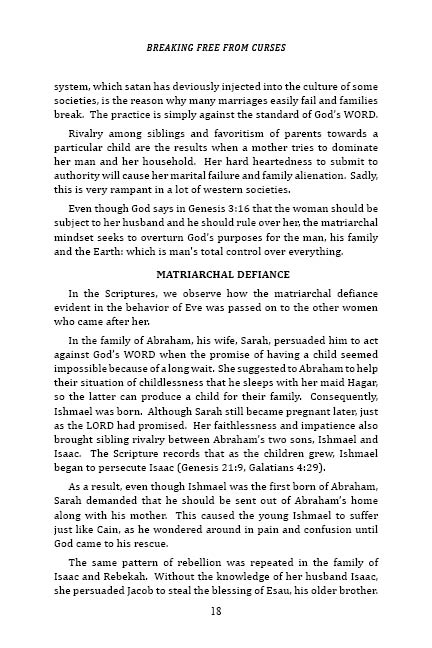 BREAKING FREE FROM CURSES
system, which satan has deviously injected into the culture of some
societies, is the reason why many marriages easily fail and families
break. The practice is simply against the standard of God's WORD.
Rivalry among siblings and favoritism of parents towards a
particular child are the results when a mother tries to dominate
her man and her household. Her hard heartedness to submit to
authority will cause her marital failure and family alienation. Sadly,
this is very rampant in a lot of western societies.
Even though God says in Genesis 3:16 that the woman should be
subject to her husband and he should rule over her, the matriarchal
mindset seeks to overturn God's purposes for the man, his family
and the Earth: which is man's total control over everything.
MATRIARCHAL DEFIANCE
In the Scriptures, we observe how the matriarchal defiance
evident in the behavior of Eve was passed on to the other women
who came after her.
In the family of Abraham, his wife, Sarah, persuaded him to act
against God's WORD when the promise of having a child seemed
impossible because of a long wait. She suggested to Abraham to help
their situation of childlessness that he sleeps with her maid Hagar,
so the latter can produce a child for their family. Consequently,
Ishmael was born. Although Sarah still became pregnant later, just
as the LORD had promised. Her faithlessness and impatience also
brought sibling rivalry between Abraham's two sons, Ishmael and
Isaac. The Scripture records that as the children grew, Ishmael
began to persecute Isaac (Genesis 21:9, Galatians 4:29).
As a result, even though Ishmael was the first born of Abraham,
Sarah demanded that he should be sent out of Abraham's home
along with his mother. This caused the young Ishmael to suffer
just like Cain, as he wondered around in pain and confusion until
God came to his rescue.
The same pattern of rebellion was repeated in the family of
Isaac and Rebekah. Without the knowledge of her husband Isaac,
she persuaded Jacob to steal the blessing of Esau, his older brother.
18